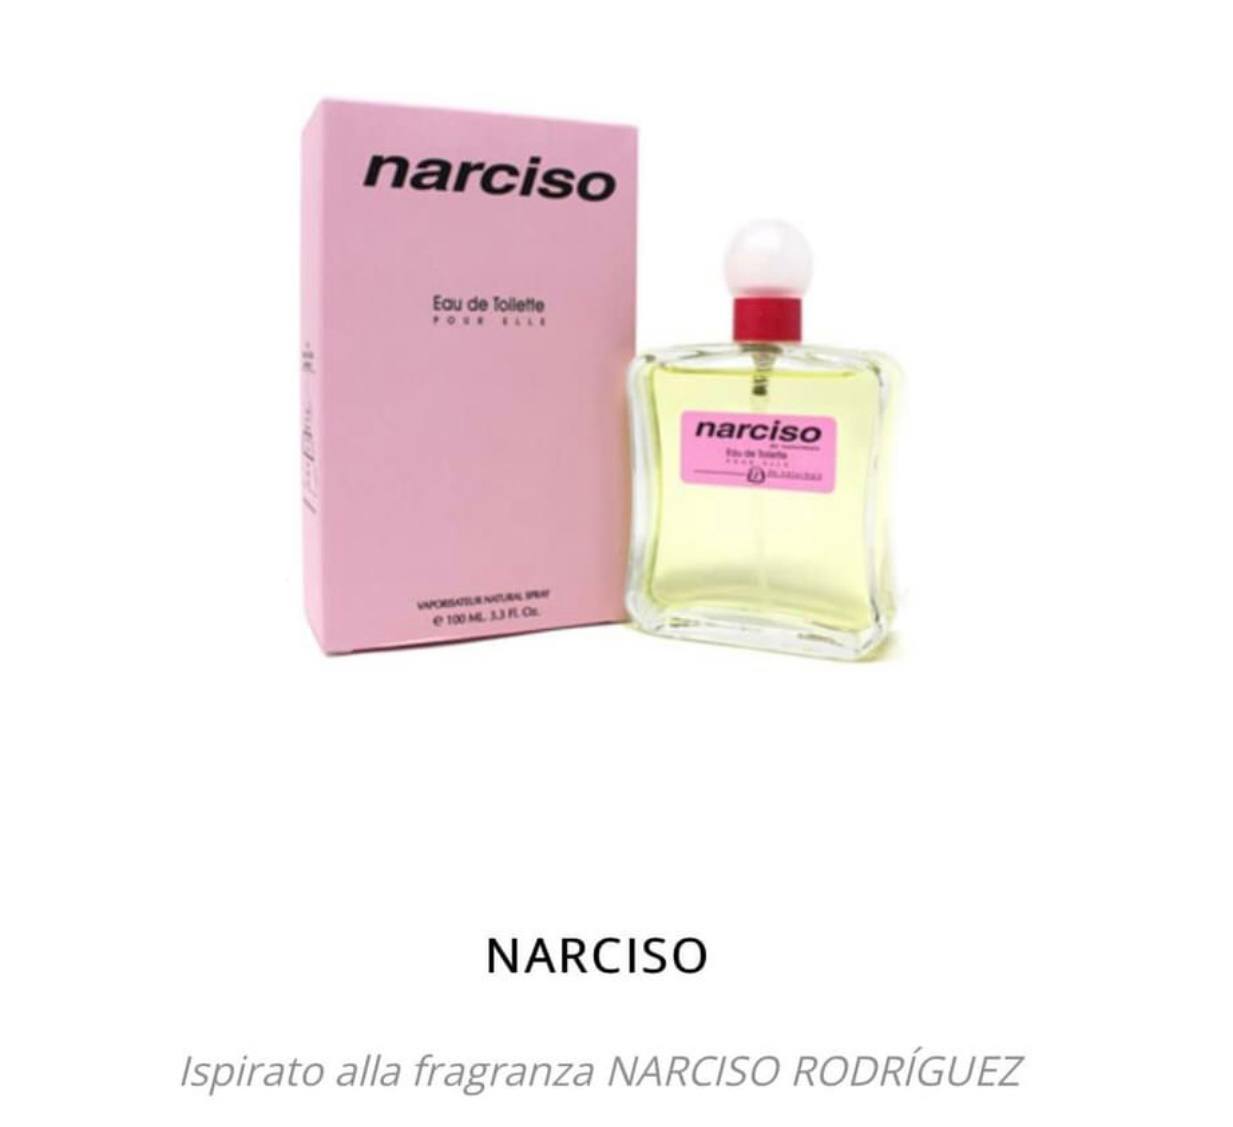 narciso
Eau de Toilette
POUR ELLE
VAPORISATEUR NATURAL SPRAY
℮ 100 ML. 3.3 Fl. Oz.
narciso
Eau de Toilette
POUR ELLE
NARCISO
Ispirato alla fragranza NARCISO RODRÍGUEZ